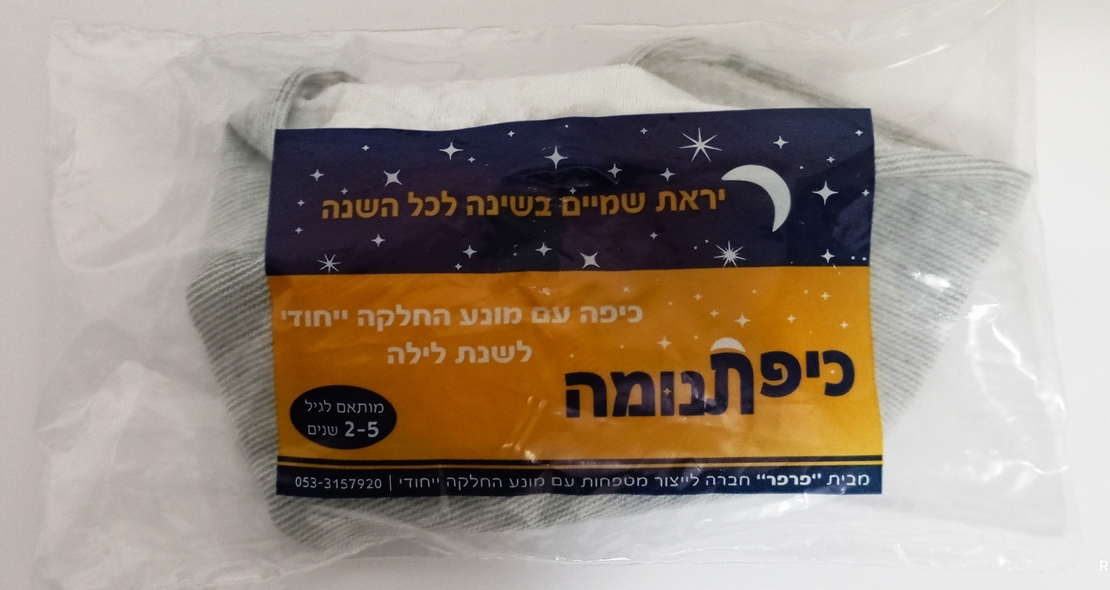 יראת שמיים בשינה לכל השנה
כיפה עם מונע החלקה ייחודי
לשנת לילה
כיפתנומה
מותאם לגיל
2-5 שנים
מבית "פרפר" חברה לייצור מטפחות עם מונע החלקה ייחודי | 053-3157920
R